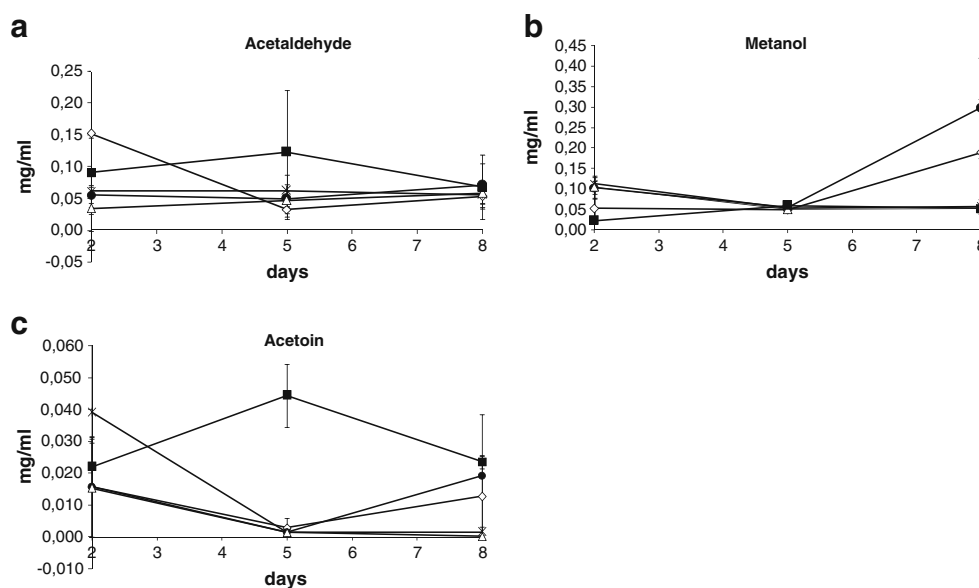 a
Acetaldehyde
0,25
0,20
0,15
0,10
0,05
0,00
-0,05
mg/ml
2 3 4 5 6 7 8
days
b
Metanol
0,45
0,40
0,35
0,30
0,25
0,20
0,15
0,10
0,05
0,00
mg/ml
2 3 4 5 6 7 8
days
c
Acetoin
0,060
0,050
0,040
0,030
0,020
0,010
0,000
-0,010
mg/ml
2 3 4 5 6 7 8
days